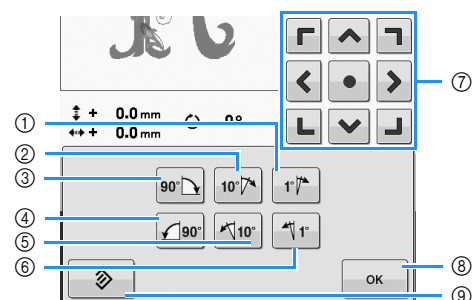 ↕ + 0.0 mm 0°
↔ + 0.0 mm
① ② ③ ④ ⑤ ⑥ ⑦ ⑧ ⑨
90° 10° 1°
90° 10° 1°
OK